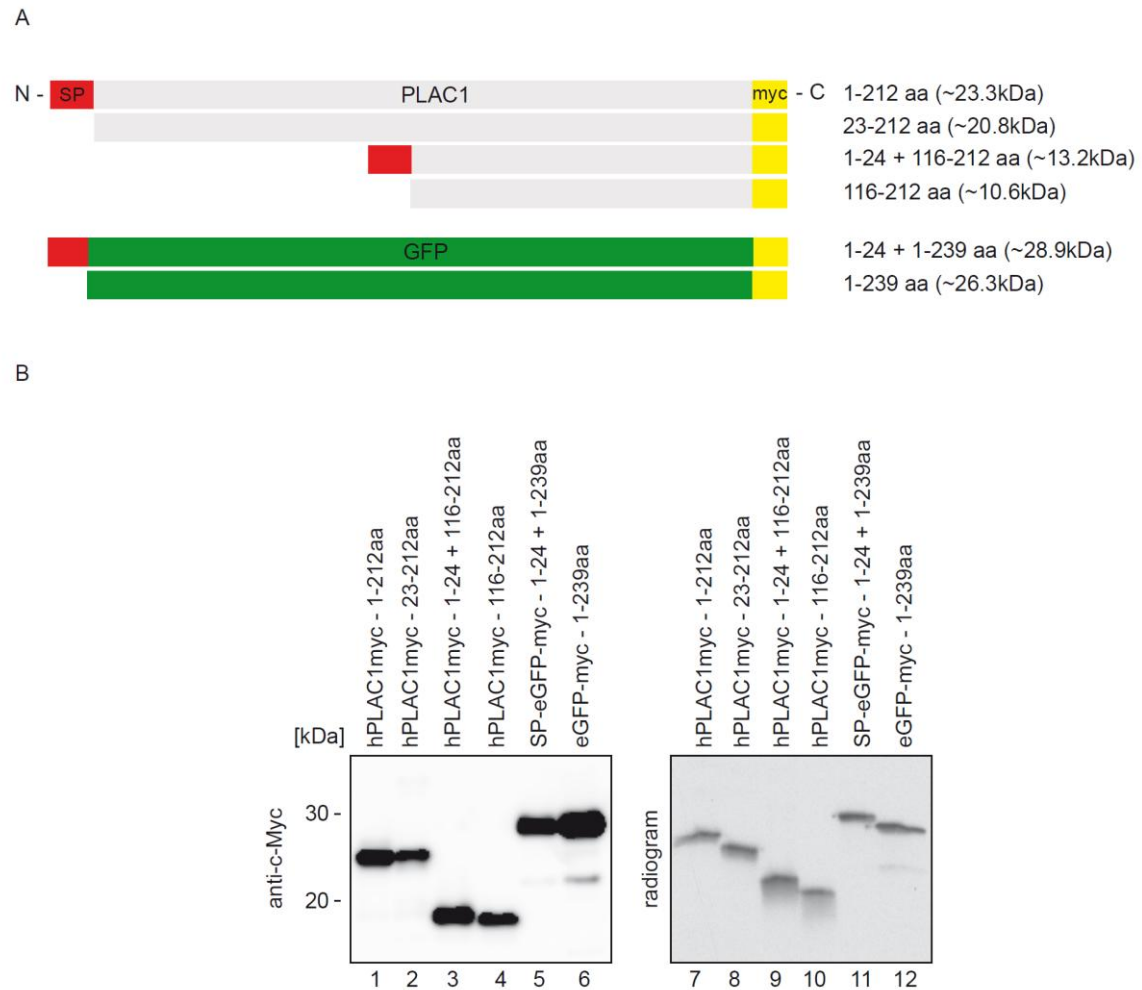 A
N - SP PLAC1 myc - C 1-212 aa (~23.3kDa)
23-212 aa (~20.8kDa)
1-24 + 116-212 aa (~13.2kDa)
116-212 aa (~10.6kDa)
GFP 1-24 + 1-239 aa (~28.9kDa)
1-239 aa (~26.3kDa)
B
hPLAC1myc - 1-212aa
hPLAC1myc - 23-212aa
hPLAC1myc - 1-24 + 116-212aa
hPLAC1myc - 116-212aa
SP-eGFP-myc - 1-24 + 1-239aa
eGFP-myc - 1-239aa
hPLAC1myc - 1-212aa
hPLAC1myc - 23-212aa
hPLAC1myc - 1-24 + 116-212aa
hPLAC1myc - 116-212aa
SP-eGFP-myc - 1-24 + 1-239aa
eGFP-myc - 1-239aa
[kDa]
30 -
20 -
anti-c-Myc
radiogram
1 2 3 4 5 6 7 8 9 10 11 12